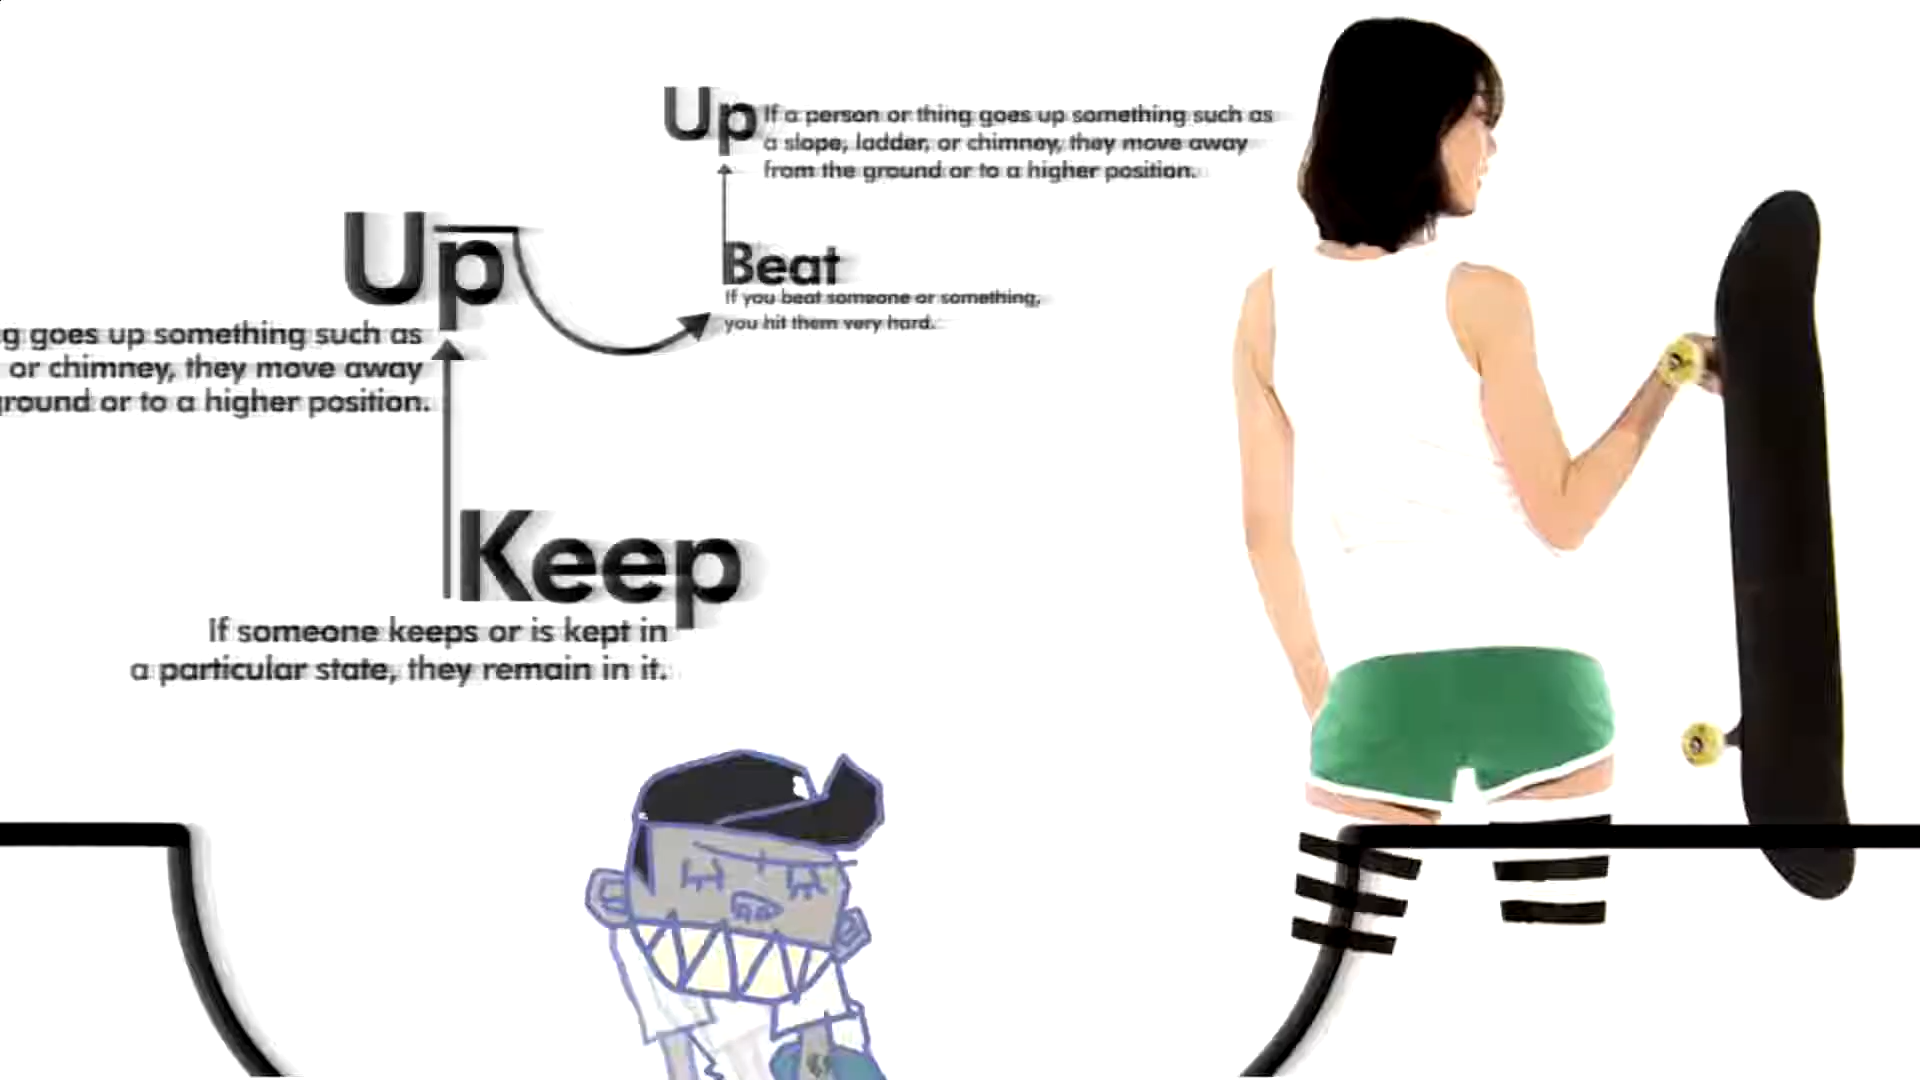 Up
If a person or thing goes up something such as
a slope, ladder, or chimney, they move away
from the ground or to a higher position.
Beat
If you beat someone or something,
you hit them very hard.
Up
goes up something such as
or chimney, they move away
ground or to a higher position.
Keep
If someone keeps or is kept in
a particular state, they remain in it.